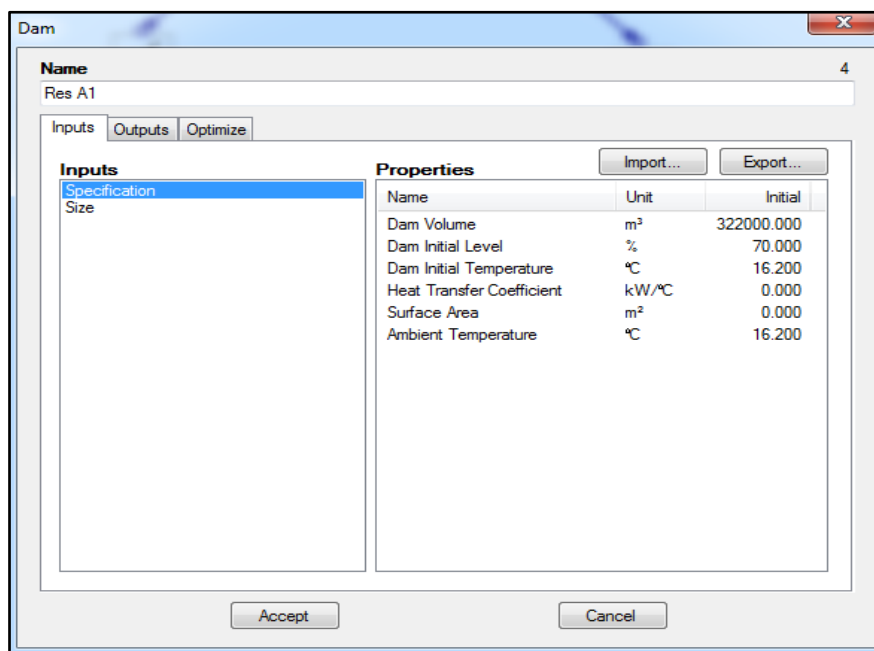 Dam
Name 4
Res A1
Inputs Outputs Optimize
Inputs
Specification
Size
Properties Import... Export...
Name Unit Initial
Dam Volume m³ 322000.000
Dam Initial Level % 70.000
Dam Initial Temperature °C 16.200
Heat Transfer Coefficient kW/°C 0.000
Surface Area m² 0.000
Ambient Temperature °C 16.200
Accept Cancel